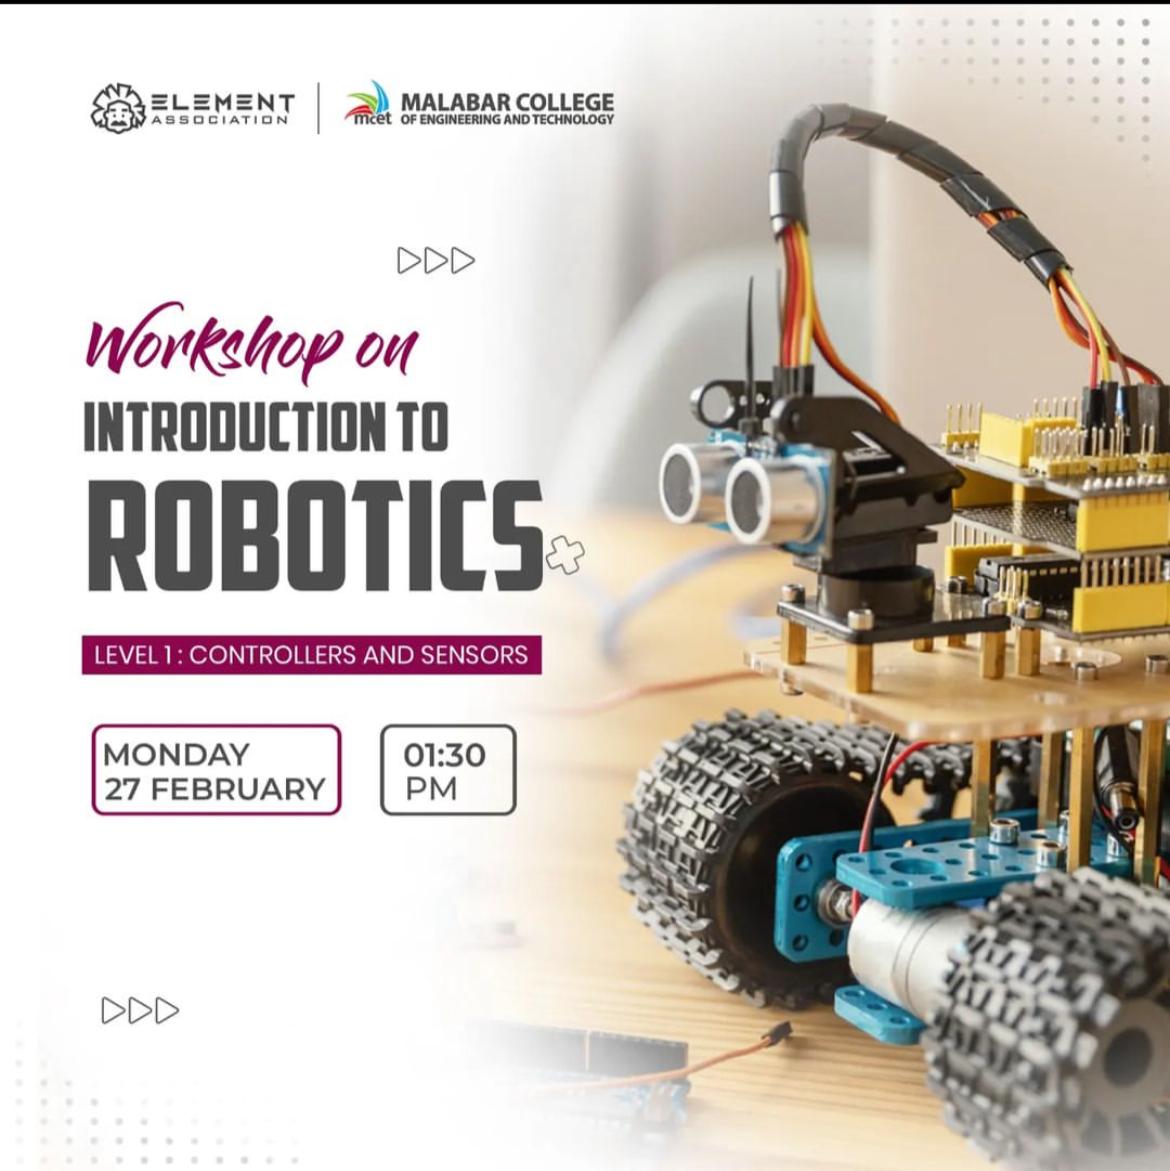 ELEMENT
ASSOCIATION
mcet
MALABAR COLLEGE
OF ENGINEERING AND TECHNOLOGY
Workshop on
INTRODUCTION TO
ROBOTICS
LEVEL 1 : CONTROLLERS AND SENSORS
MONDAY
27 FEBRUARY
01:30
PM